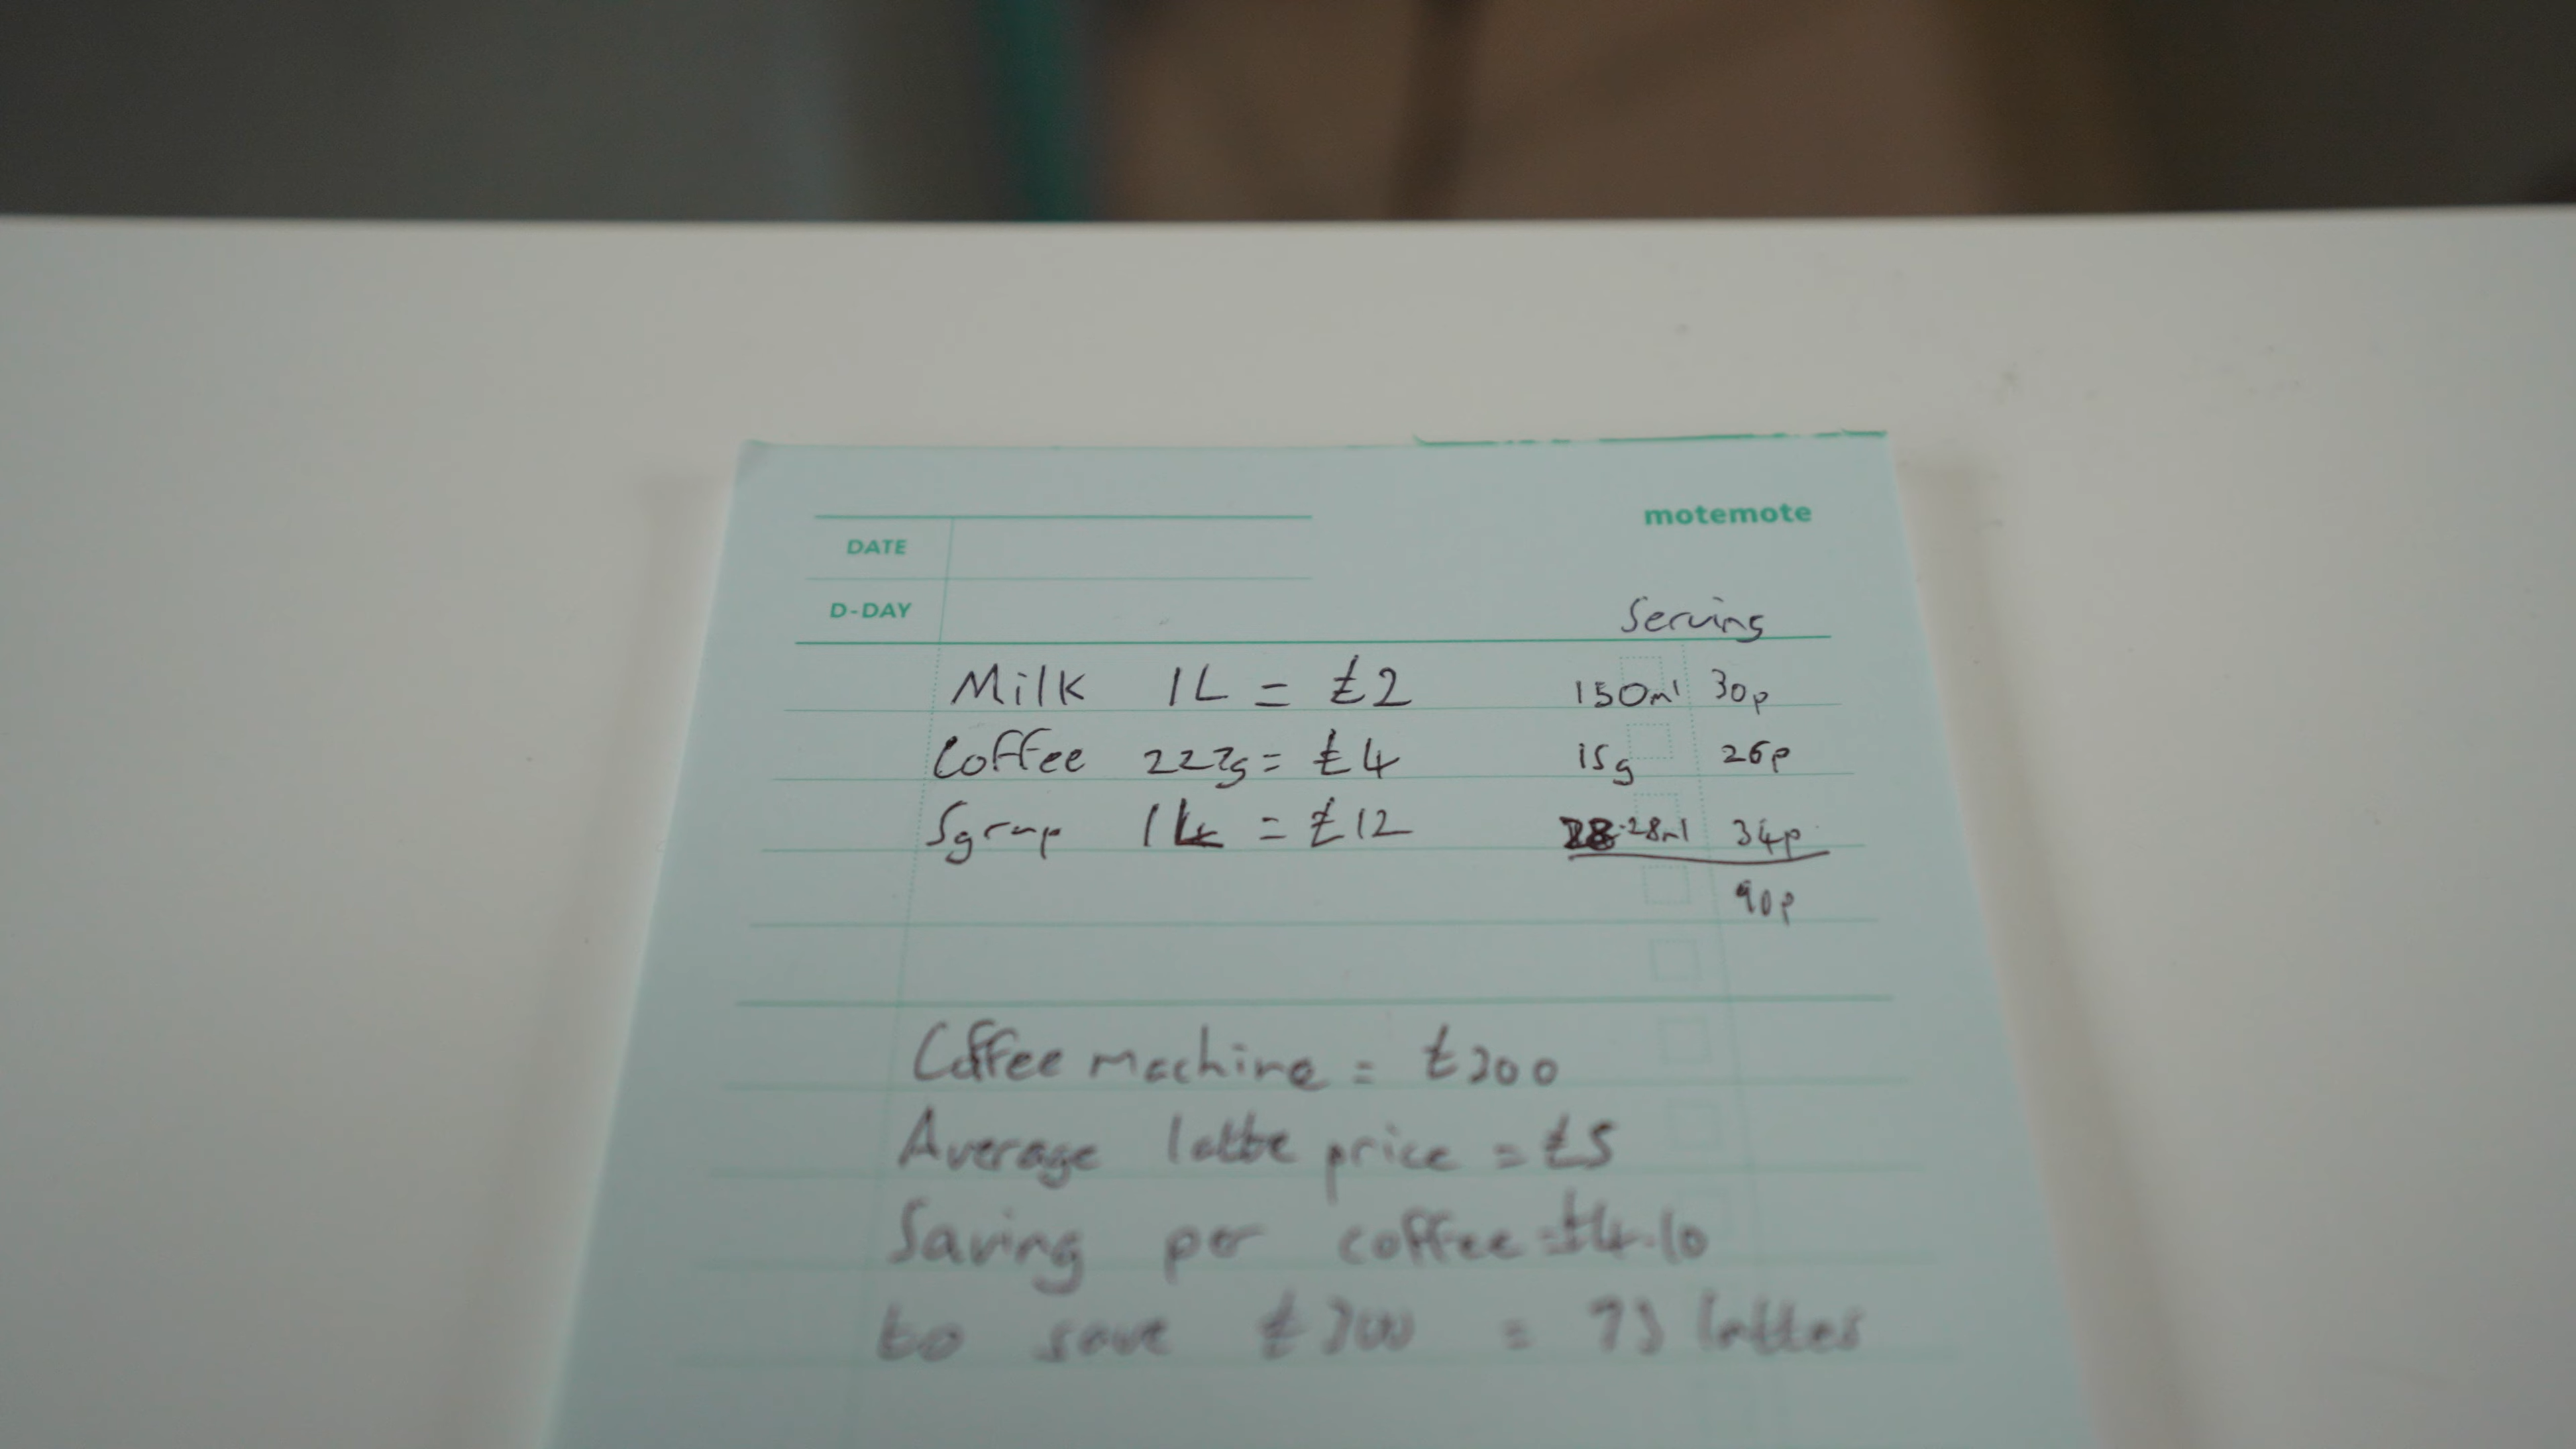 motemote
DATE
D-DAY
Serving
Milk 1L = £2 150ml 30p
Coffee 227g = £4 15g 26p
Syrup 1L = £12 28ml 34p
90p
Coffee machine = £300
Average latte price = £5
Saving per coffee = £4.10
to save £300 = 73 lattes